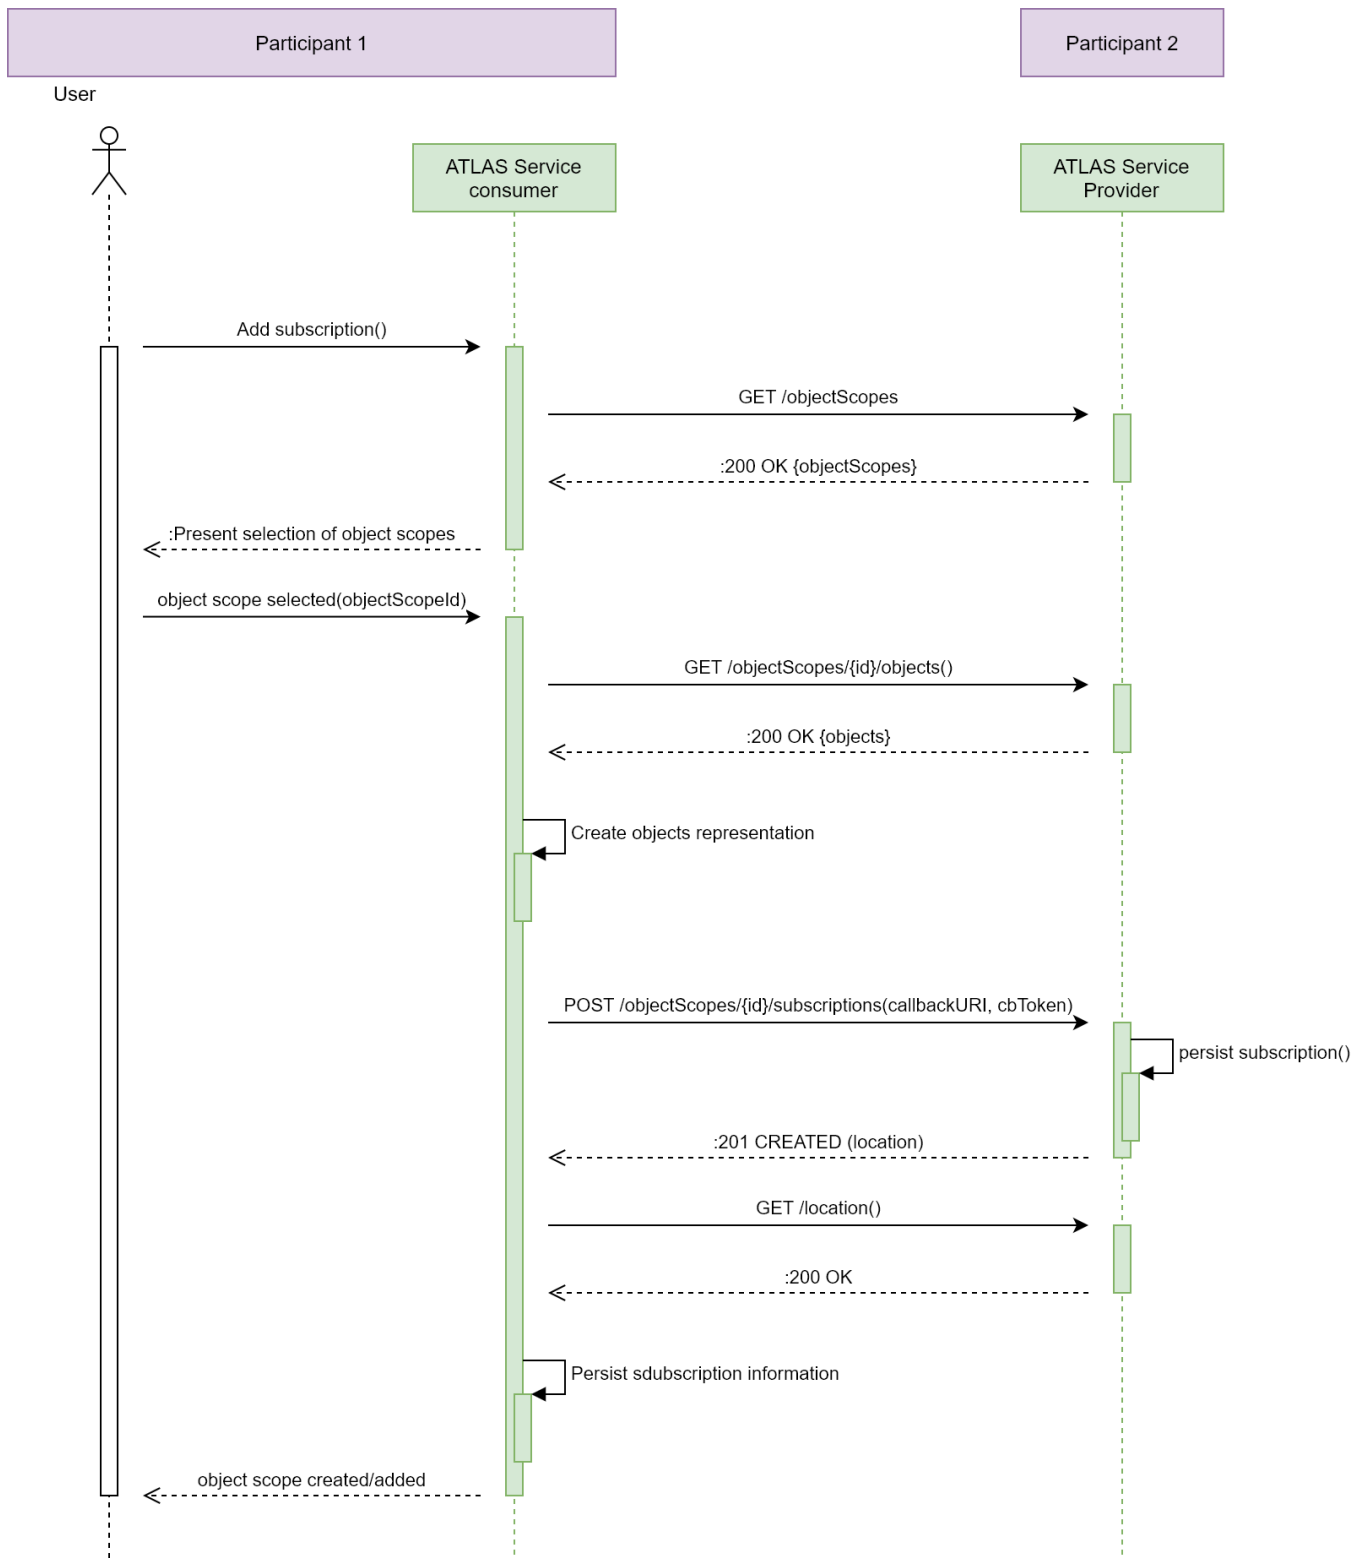 Participant 1
Participant 2
User
ATLAS Service
consumer
ATLAS Service
Provider
Add subscription()
GET /objectScopes
:200 OK {objectScopes}
:Present selection of object scopes
object scope selected(objectScopeId)
GET /objectScopes/{id}/objects()
:200 OK {objects}
Create objects representation
POST /objectScopes/{id}/subscriptions(callbackURI, cbToken)
persist subscription()
:201 CREATED (location)
GET /location()
:200 OK
Persist sdubscription information
object scope created/added